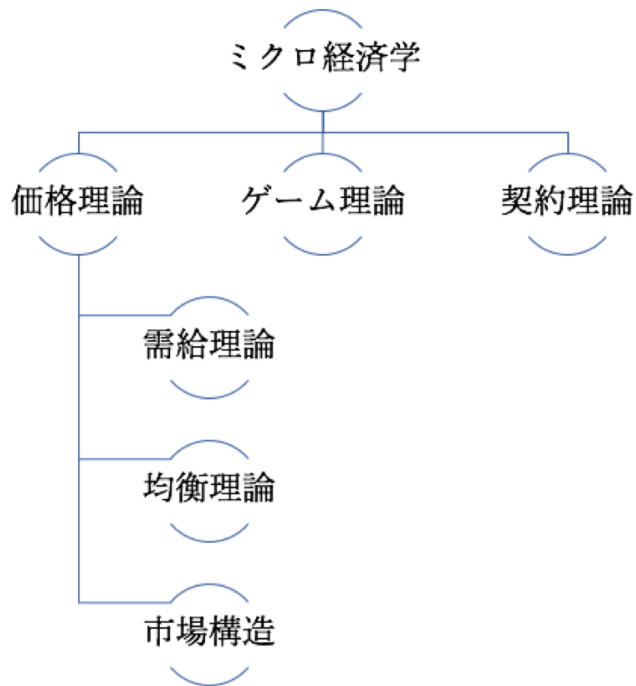 ミクロ経済学
価格理論
ゲーム理論
契約理論
需給理論
均衡理論
市場構造